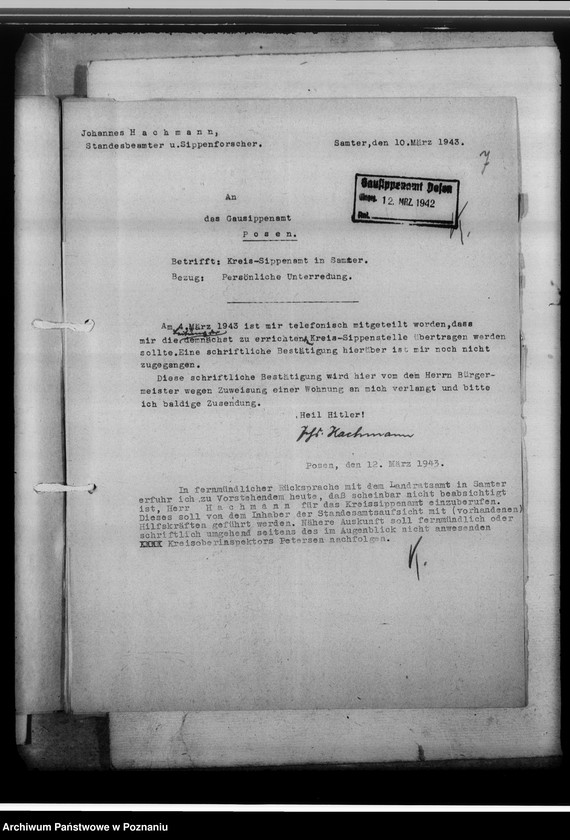 Johannes H a c h m a n n,
Standesbeamter u.Sippenforscher.
Samter,den 10.März 1943.
7
Gausippenamt Posen
Eing. 12. MRZ. 1942
K.
An
das Gausippenamt
P o s e n.
Betrifft: Kreis-Sippenamt in Samter.
Bezug: Persönliche Unterredung.
Am 4.März 1943 ist mir telefonisch mitgeteilt worden,dass
mir die demnächst zu errichten Kreis-Sippenstelle übertragen werden
sollte.Eine schriftliche Bestätigung hierüber ist mir noch nicht
zugegangen.
Diese schriftliche Bestätigung wird hier vom dem Herrn Bürger-
meister wegen Zuweisung einer Wohnung an mich verlangt und bitte
ich baldige Zusendung.
.Heil Hitler!
Joh. Hachmann
Posen, den 12. März 1943.
In fernmündlicher Rücksprache mit dem Landratsamt in Samter
erfuhr ich zu Vorstehendem heute, daß scheinbar nicht beabsichtigt
ist, Herr H a c h m a n n für das Kreissippenamt einzuberufen.
Dieses soll von dem Inhaber der Standesamtsaufsicht mit (vorhandenen)
Hilfskräften geführt werden. Nähere Auskunft soll fernmündlich oder
schriftlich umgehend seitens des im Augenblick nicht anwesenden
Kreisoberinspektors Petersen nachfolgen.
K.
Archiwum Państwowe w Poznaniu